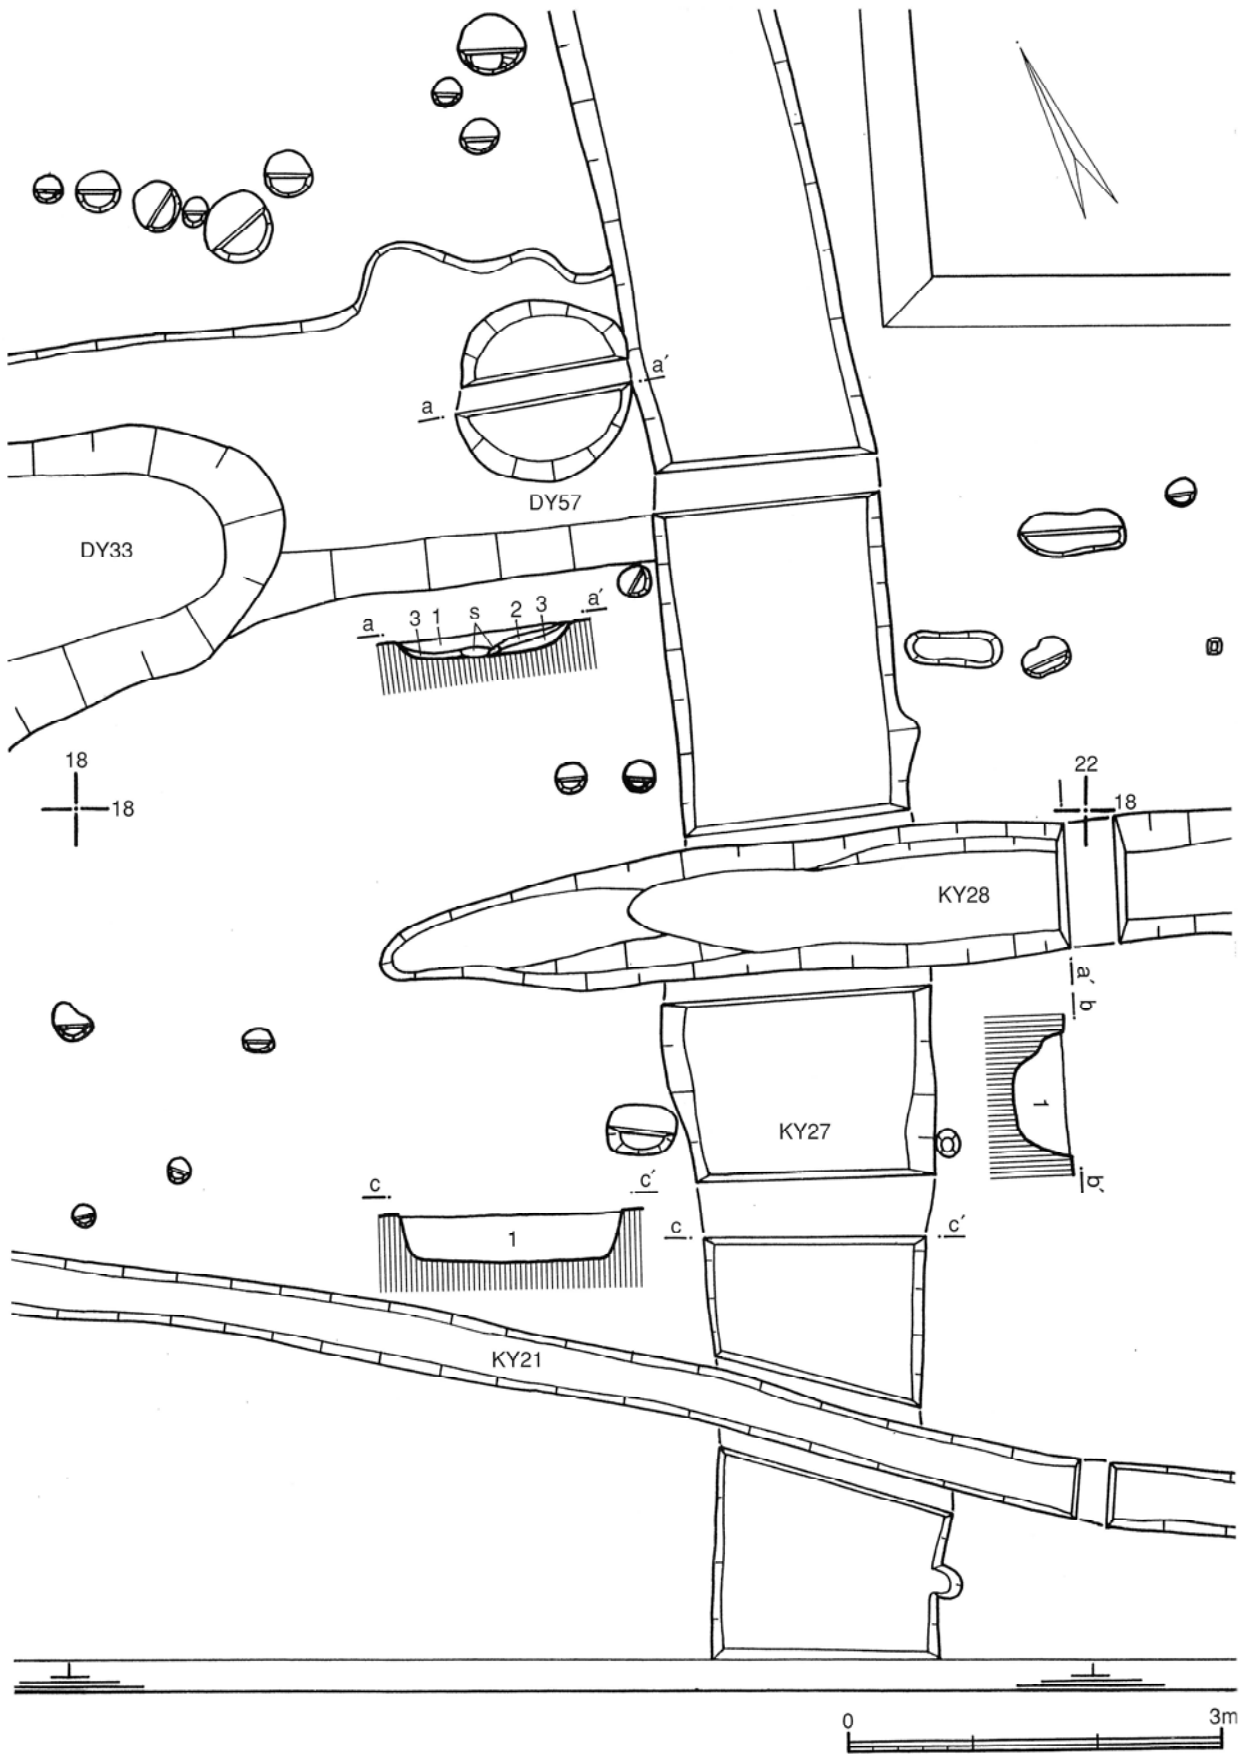 a a′
DY57
DY33
a 3 1 s 2 3 a′
18
18
22
18
KY28
a′
b
1
b′
KY27
c c′
1
c c′
KY21
0 3m